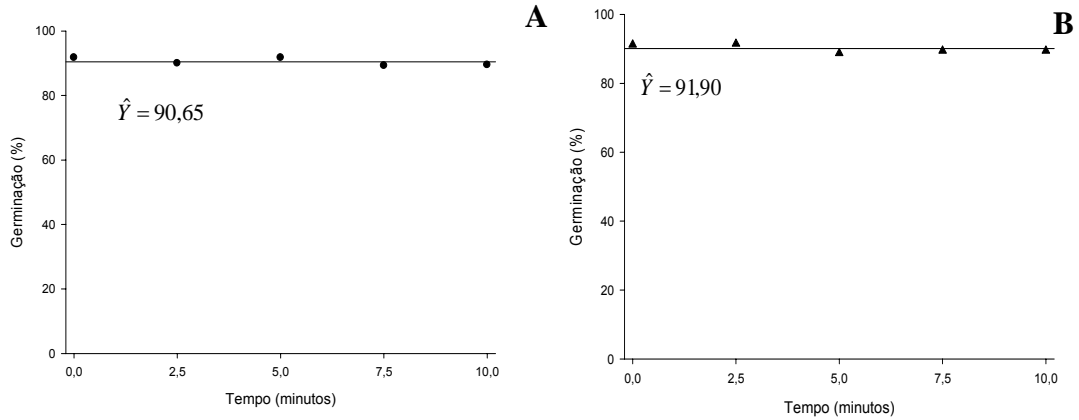 A
100
80
60
40
20
0
Germinação (%)
Ŷ = 90,65
0,0 2,5 5,0 7,5 10,0
Tempo (minutos)
B
100
80
60
40
20
0
Germinação (%)
Ŷ = 91,90
0,0 2,5 5,0 7,5 10,0
Tempo (minutos)